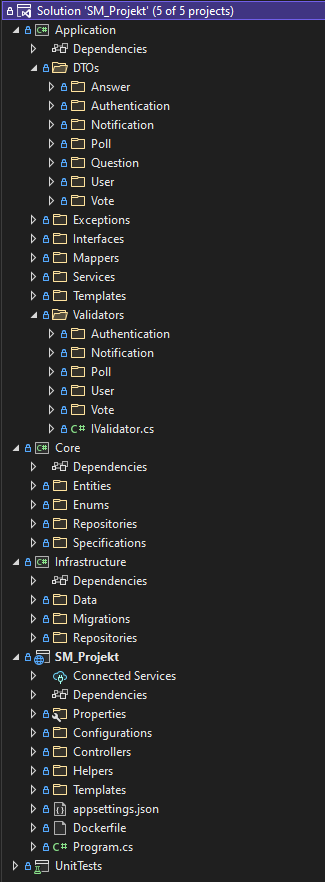 Solution 'SM_Projekt' (5 of 5 projects)
C# Application
Dependencies
DTOs
Answer
Authentication
Notification
Poll
Question
User
Vote
Exceptions
Interfaces
Mappers
Services
Templates
Validators
Authentication
Notification
Poll
User
Vote
C# IValidator.cs
C# Core
Dependencies
Entities
Enums
Repositories
Specifications
C# Infrastructure
Dependencies
Data
Migrations
Repositories
SM_Projekt
Connected Services
Dependencies
Properties
Configurations
Controllers
Helpers
Templates
appsettings.json
Dockerfile
C# Program.cs
UnitTests